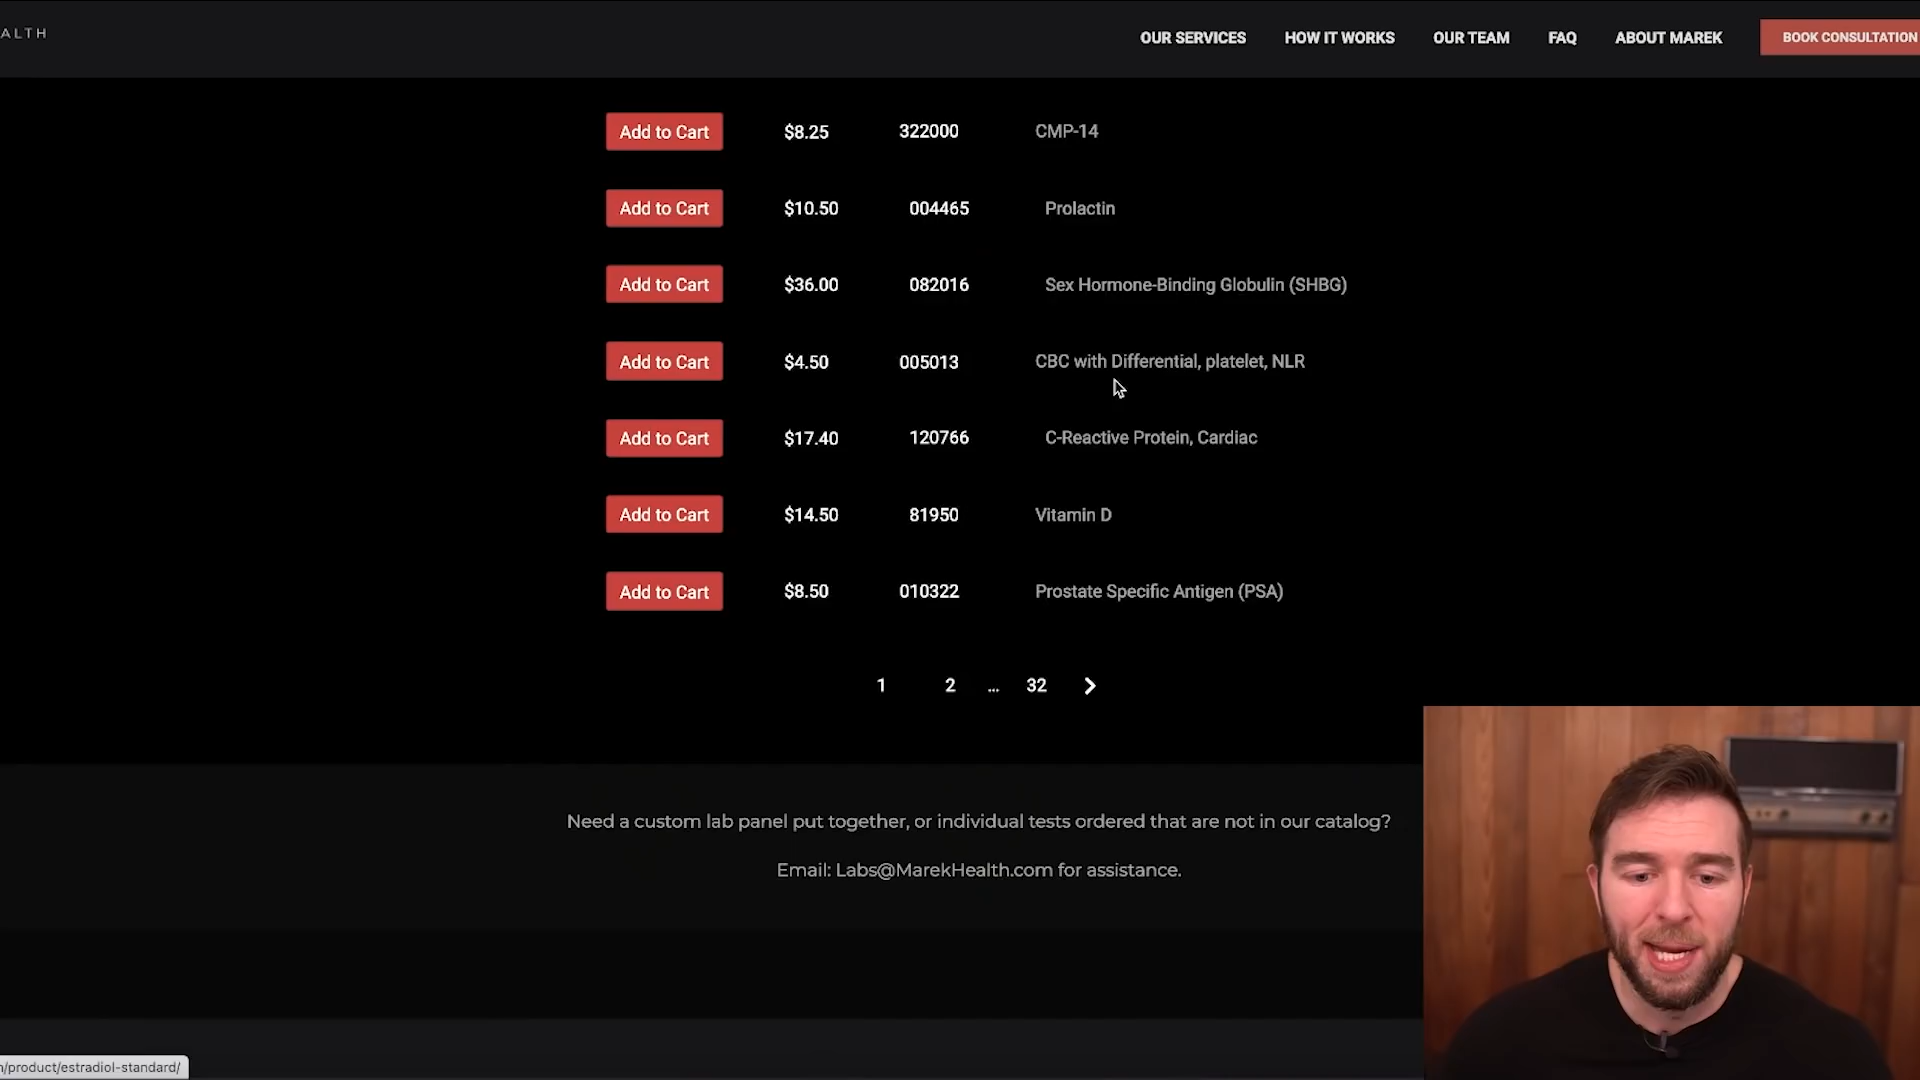 ALTH
OUR SERVICES HOW IT WORKS OUR TEAM FAQ ABOUT MAREK BOOK CONSULTATION
Add to Cart $8.25 322000 CMP-14
Add to Cart $10.50 004465 Prolactin
Add to Cart $36.00 082016 Sex Hormone-Binding Globulin (SHBG)
Add to Cart $4.50 005013 CBC with Differential, platelet, NLR
Add to Cart $17.40 120766 C-Reactive Protein, Cardiac
Add to Cart $14.50 81950 Vitamin D
Add to Cart $8.50 010322 Prostate Specific Antigen (PSA)
1 2 ... 32
Need a custom lab panel put together, or individual tests ordered that are not in our catalog?
Email: Labs@MarekHealth.com for assistance.
/product/estradiol-standard/